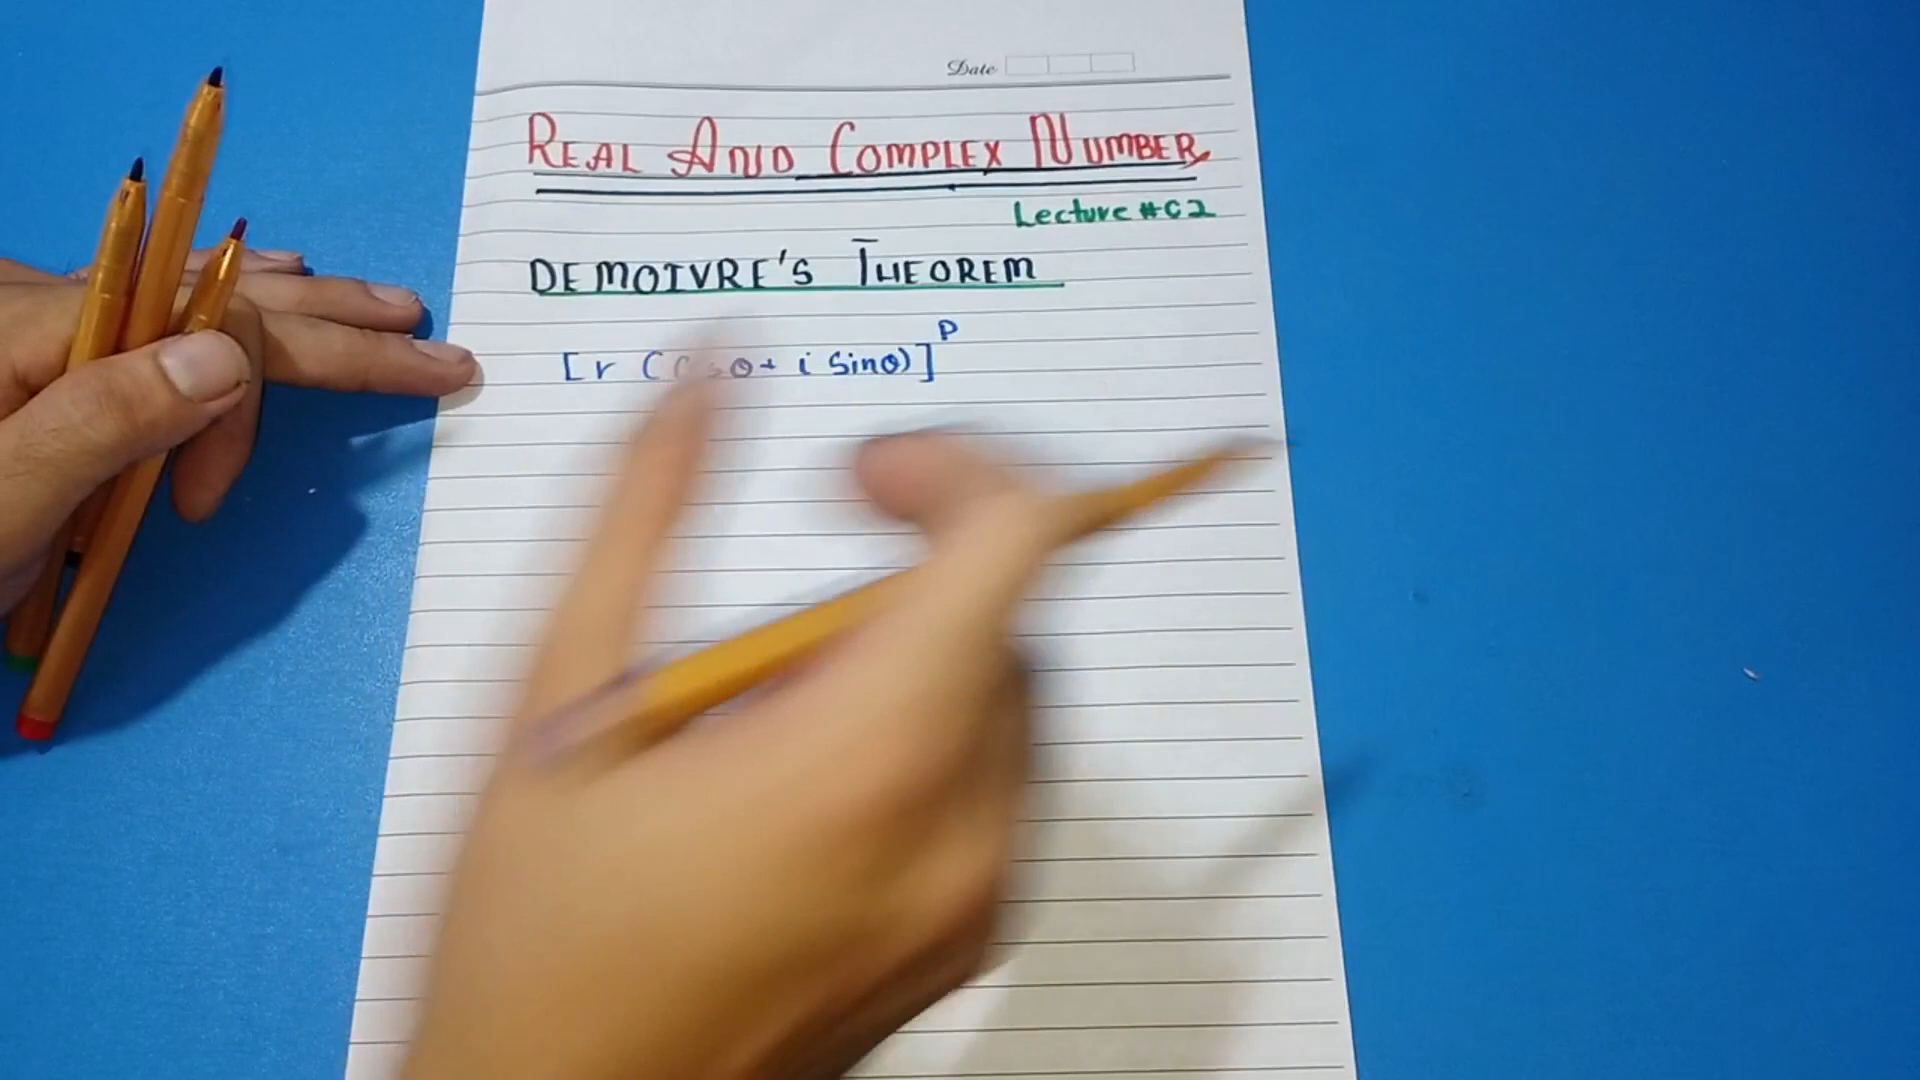 Date
REAL AND COMPLEX NUMBER
Lecture #02
DEMOIVRE'S THEOREM
[r (Cosθ + i Sinθ)]^P